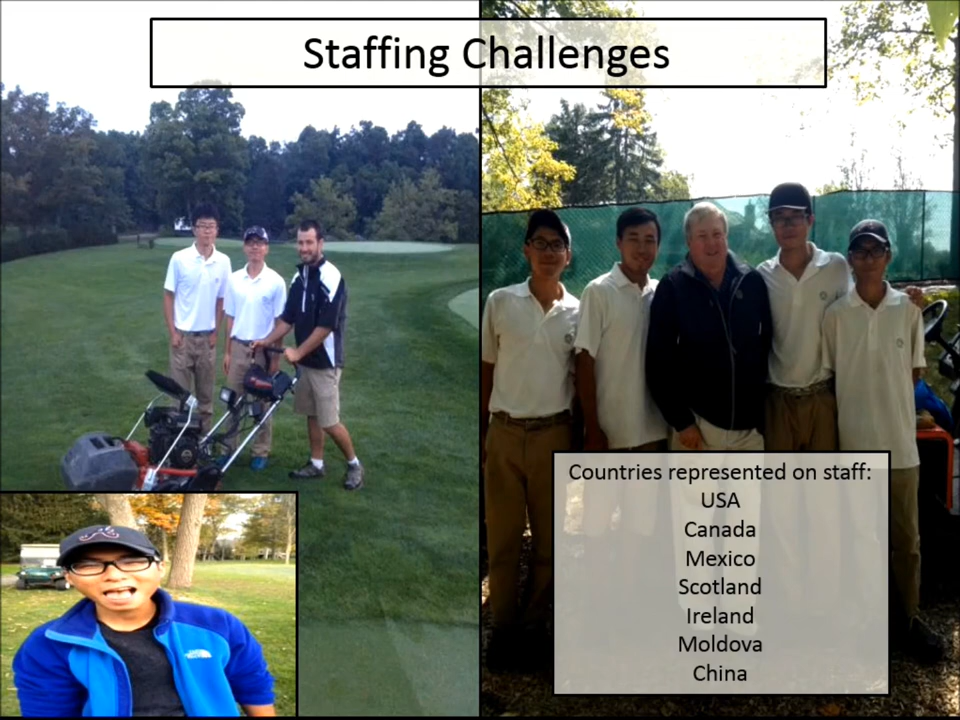 Staffing Challenges
Countries represented on staff:
USA
Canada
Mexico
Scotland
Ireland
Moldova
China